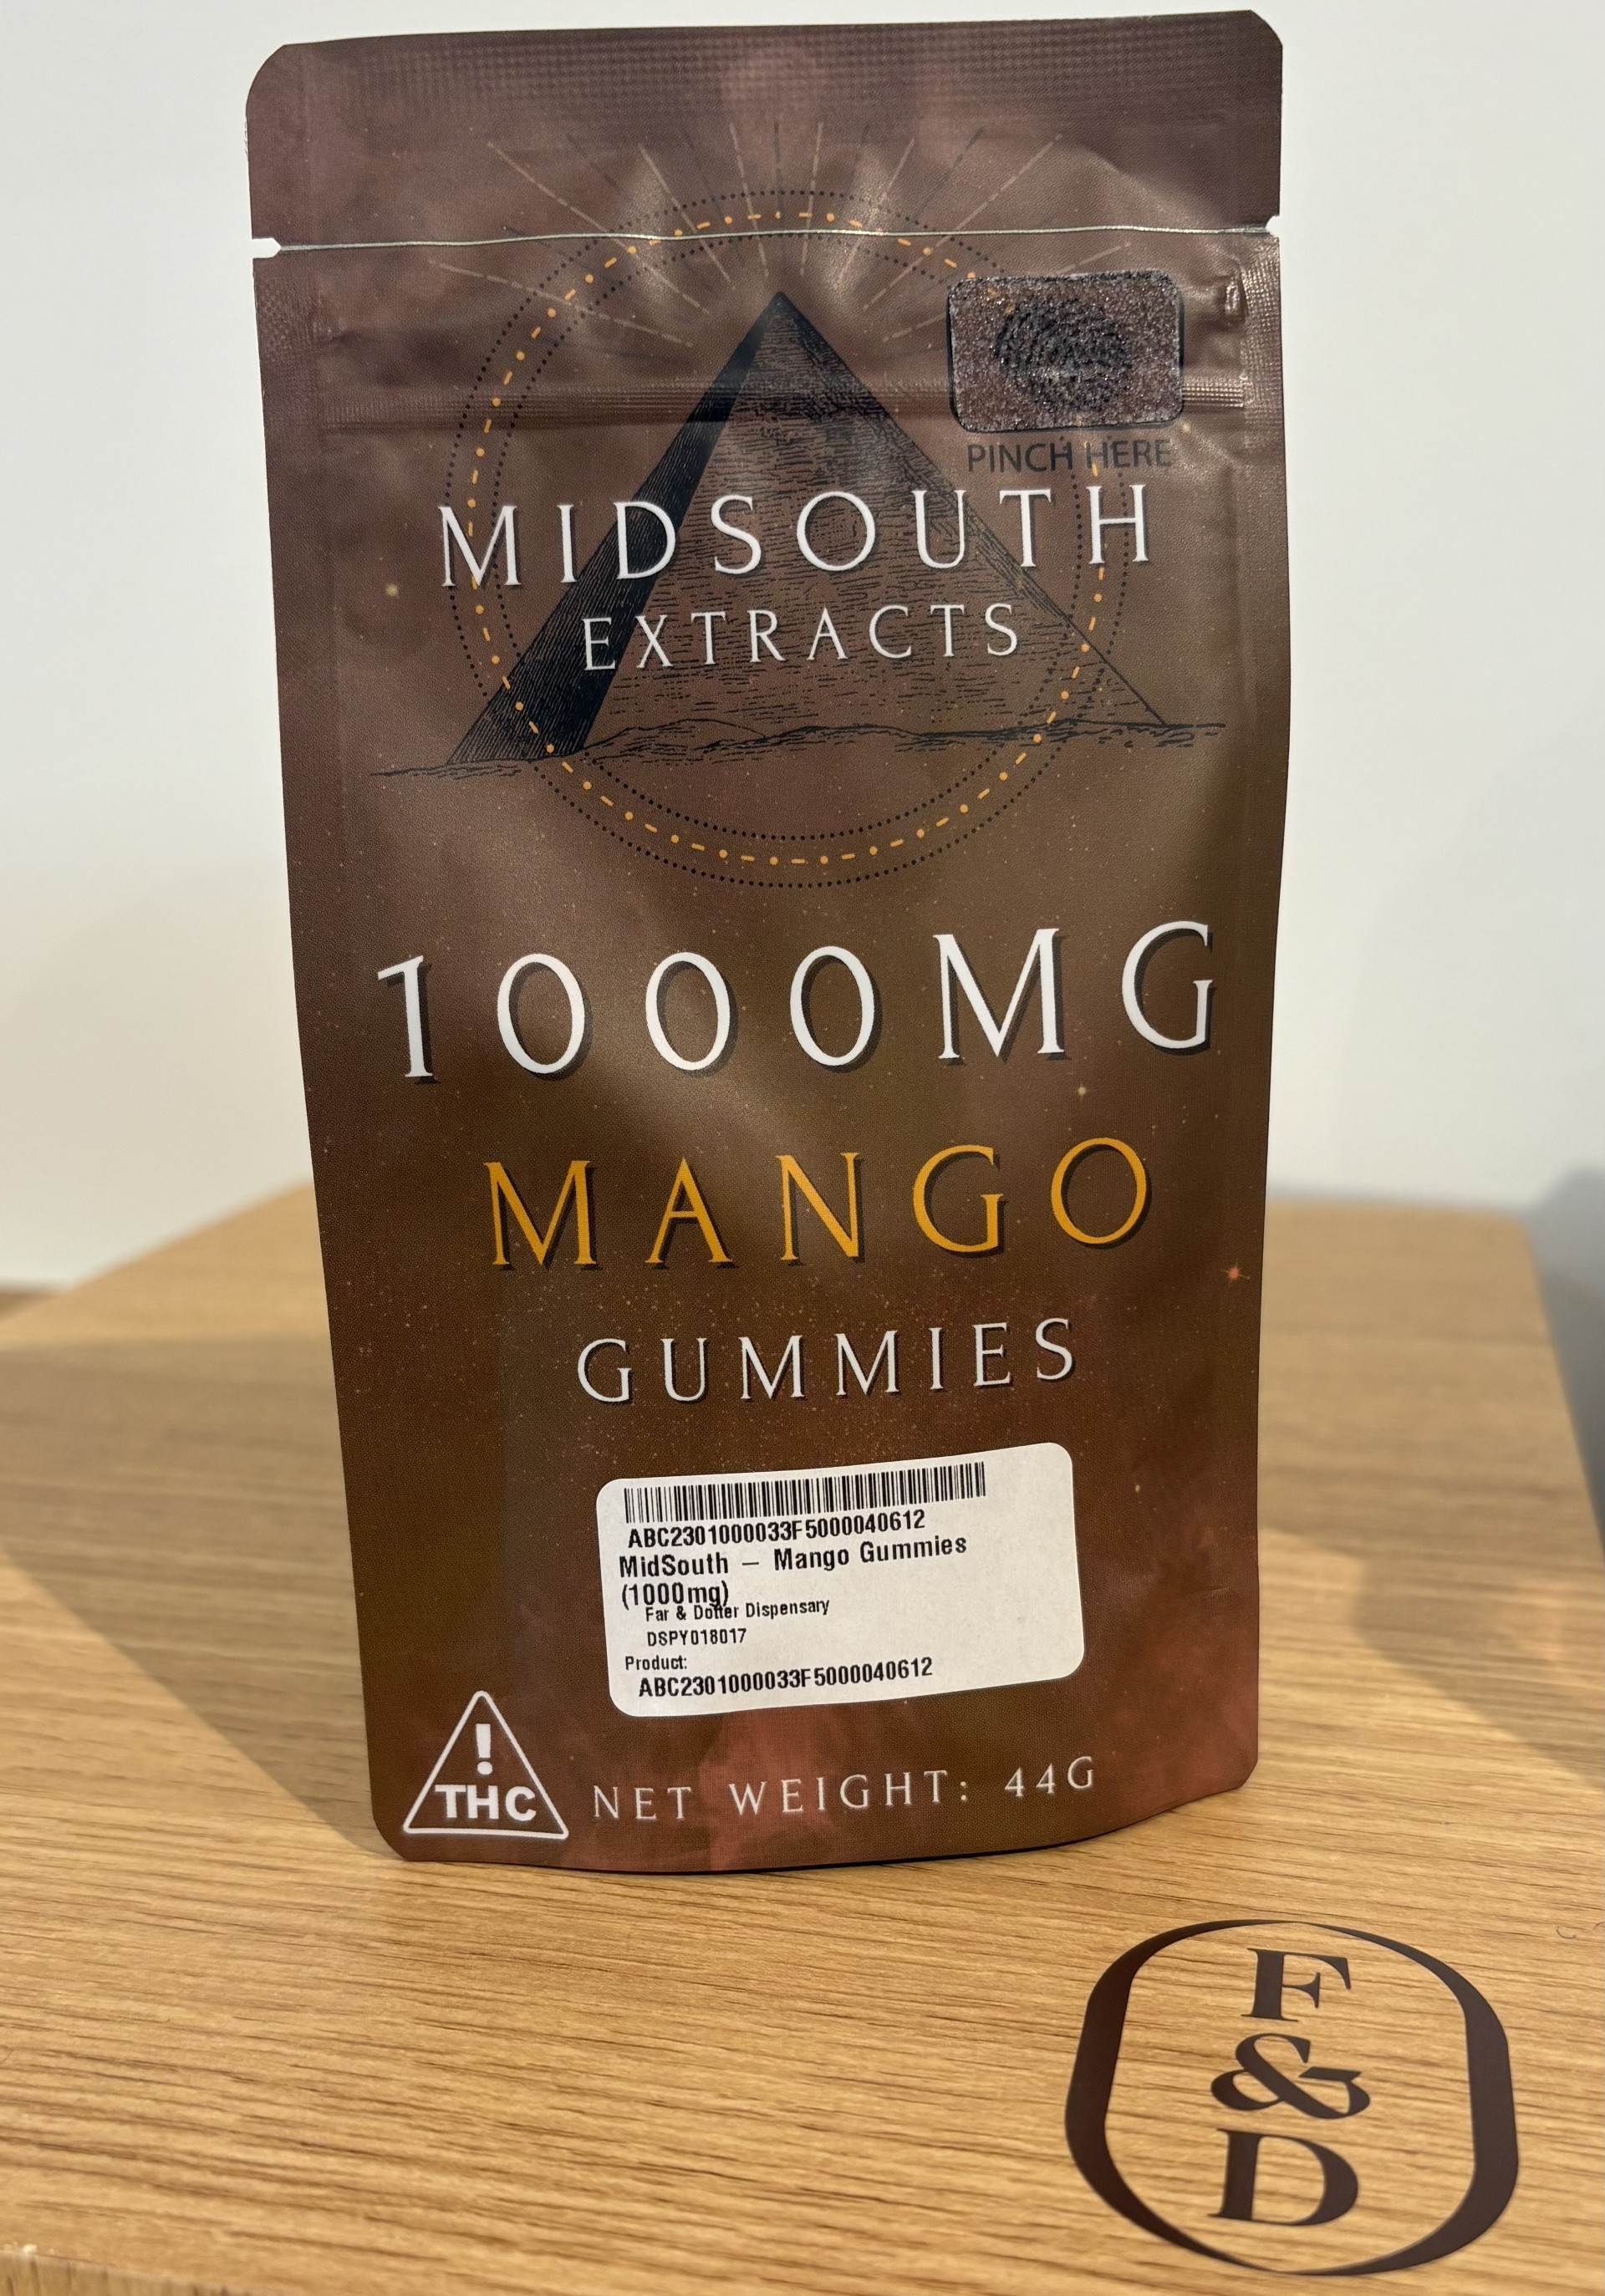 PINCH HERE
MIDSOUTH
EXTRACTS
1000MG
MANGO
GUMMIES
ABC2301000033F5000040612
MidSouth – Mango Gummies
(1000mg)
Far & Dotter Dispensary
DSPY018017
Product:
ABC2301000033F5000040612
!
THC
NET WEIGHT: 44G
F
&
D